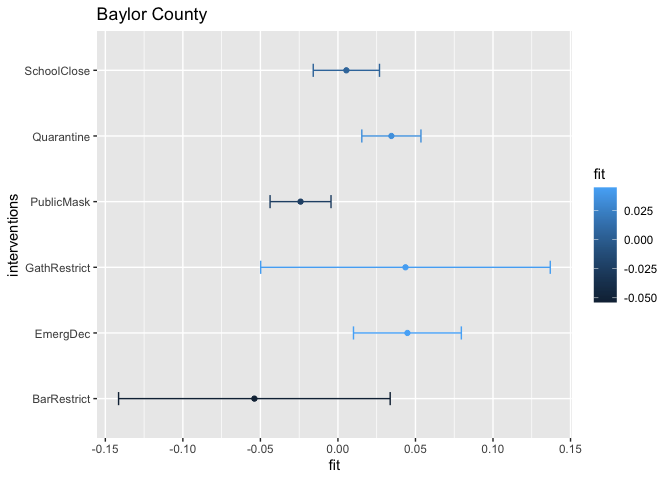 Baylor County
interventions
SchoolClose
Quarantine
PublicMask
GathRestrict
EmergDec
BarRestrict
-0.15 -0.10 -0.05 0.00 0.05 0.10 0.15
fit
fit
0.025
0.000
-0.025
-0.050